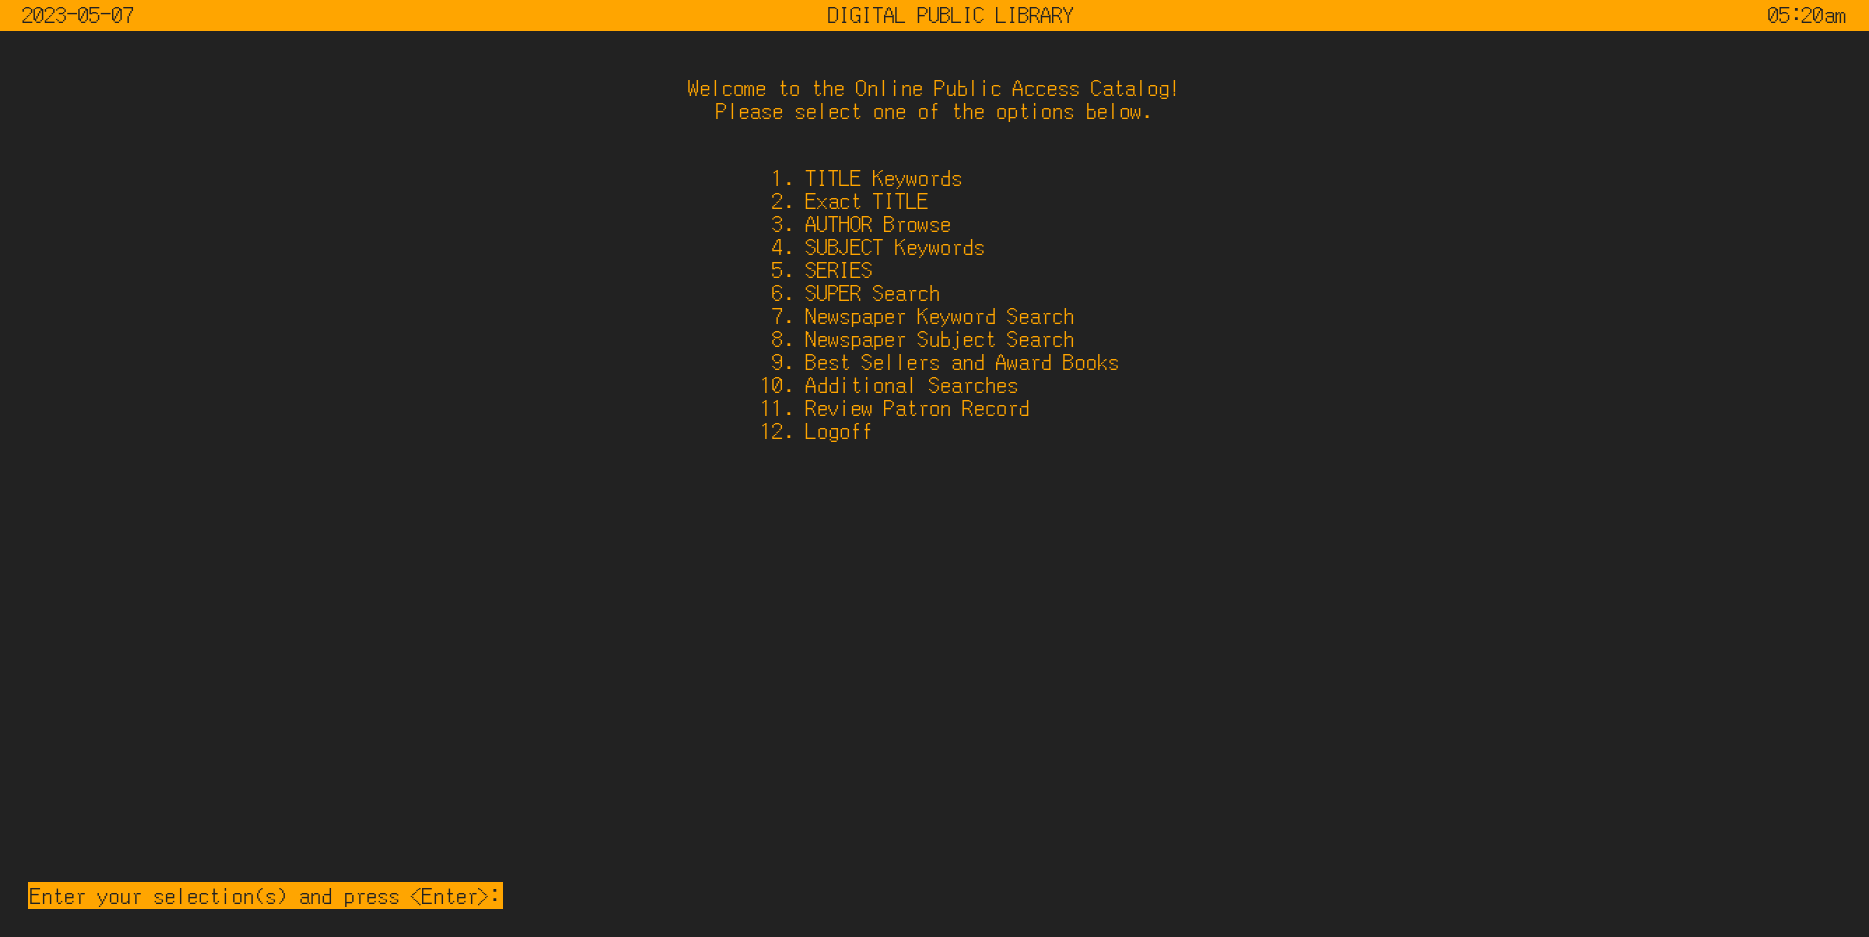 2023-05-07 DIGITAL PUBLIC LIBRARY 05:20am
Welcome to the Online Public Access Catalog!
Please select one of the options below.
1. TITLE Keywords
2. Exact TITLE
3. AUTHOR Browse
4. SUBJECT Keywords
5. SERIES
6. SUPER Search
7. Newspaper Keyword Search
8. Newspaper Subject Search
9. Best Sellers and Award Books
10. Additional Searches
11. Review Patron Record
12. Logoff
Enter your selection(s) and press <Enter>: